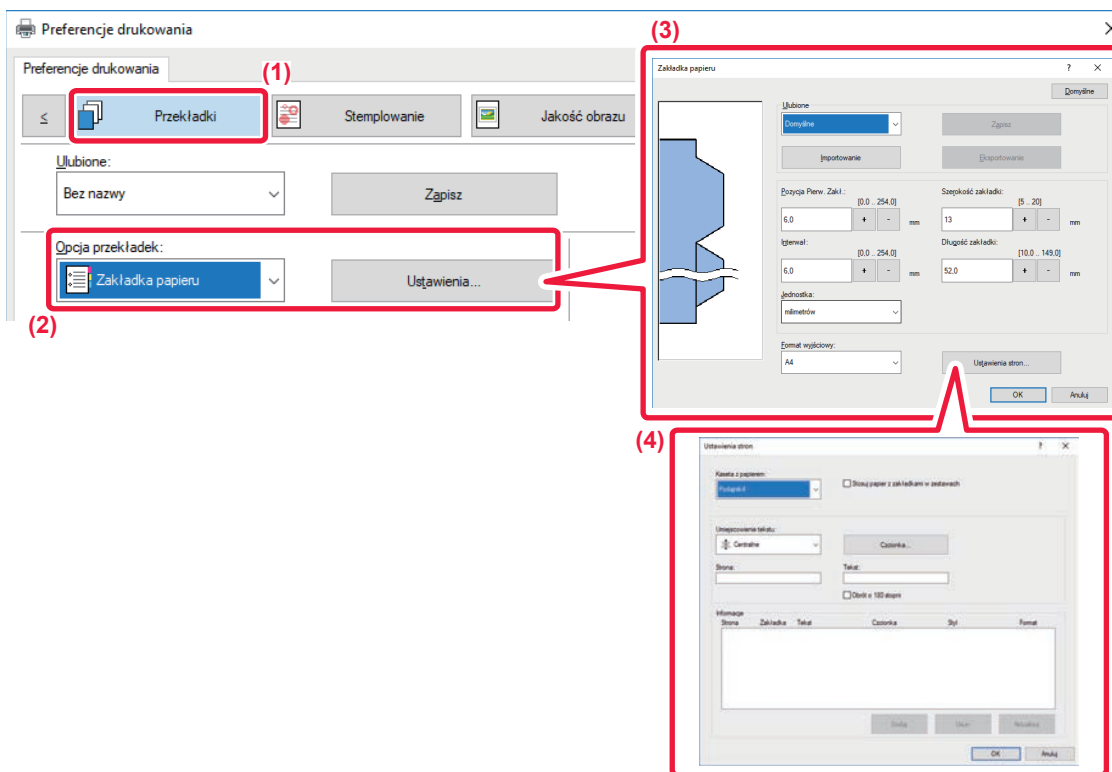 Preferencje drukowania
Preferencje drukowania
(1)
≤
Przekładki
Stemplowanie
Jakość obrazu
Ulubione:
Bez nazwy
Zapisz
Opcja przekładek:
Zakładka papieru
Ustawienia...
(2)
(3)
Zakładka papieru
? ×
Domyślne
Ulubione
Domyślne
Zapisz
Importowanie
Eksportowanie
Pozycja Pierw. Zakł.:
[0.0 .. 254.0]
6,0 + - mm
Szerokość zakładki:
[5 .. 20]
13 + - mm
Interwał:
[0.0 .. 254.0]
6,0 + - mm
Długość zakładki:
[10.0 .. 149.0]
52,0 + - mm
Jednostka:
milimetrów
Format wyjściowy:
A4
Ustawienia stron...
OK Anuluj
(4)
Ustawienia stron
? ×
Kaseta z papierem:
Podajnik 6
Stosuj papier z zakładkami w zestawach
Umiejscowienie tekstu:
Centralne
Czcionka...
Strona:
Tekst:
Obrót o 180 stopni
Informacje
Strona Zakładka Tekst Czcionka Styl Format
Dodaj Usuń Aktualizuj
OK Anuluj